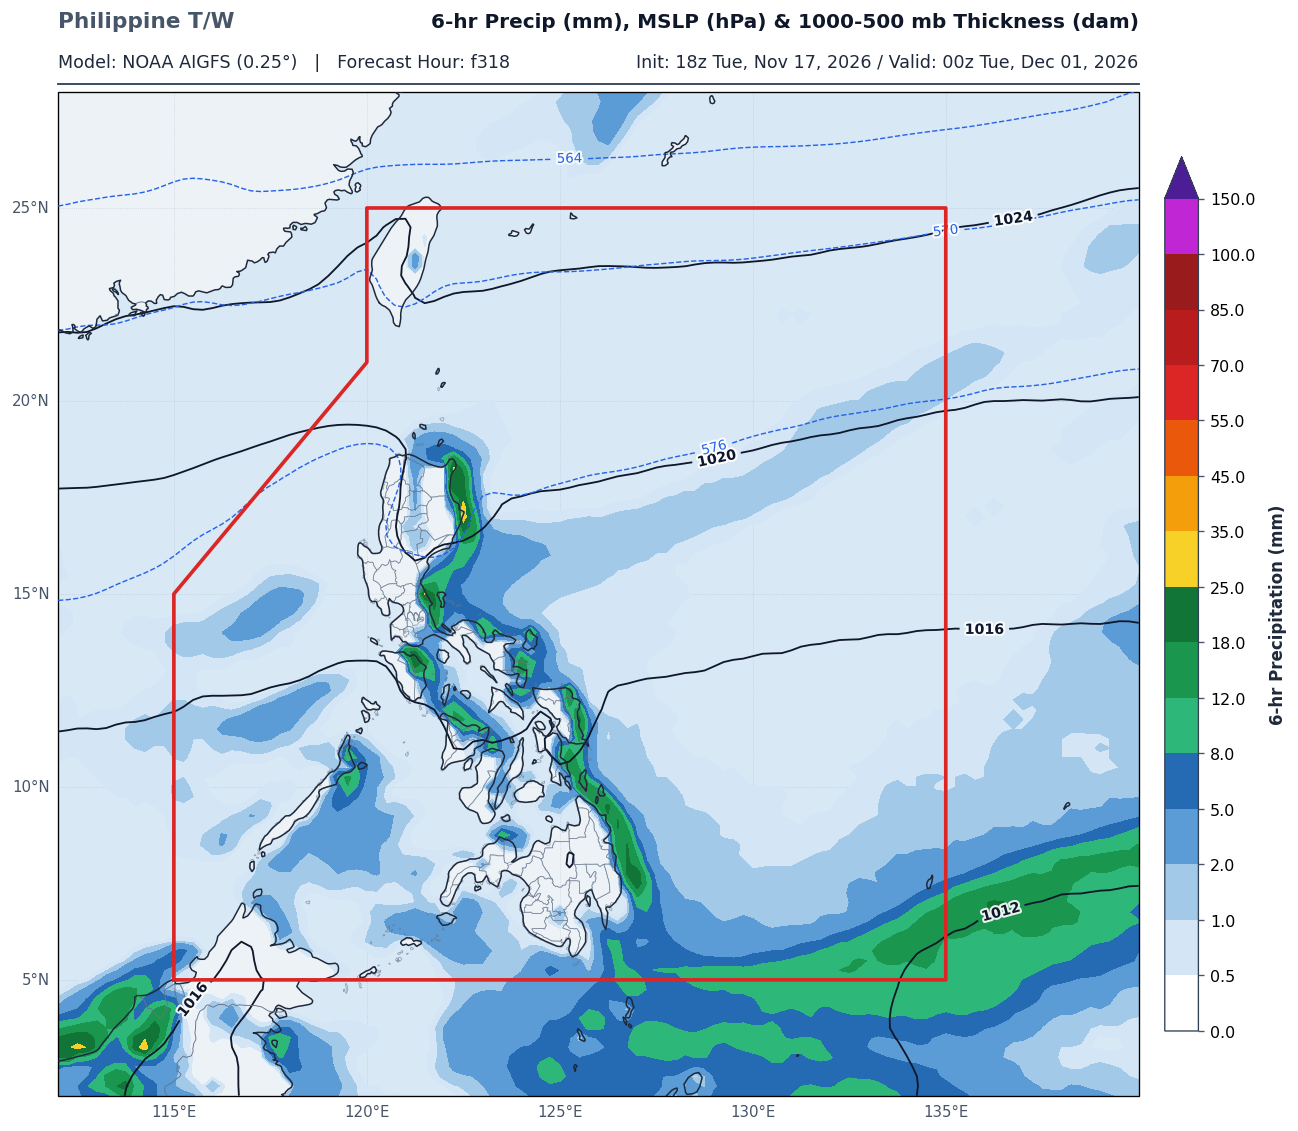 Philippine T/W
6-hr Precip (mm), MSLP (hPa) & 1000-500 mb Thickness (dam)
Model: NOAA AIGFS (0.25°) | Forecast Hour: f318
Init: 18z Tue, Nov 17, 2026 / Valid: 00z Tue, Dec 01, 2026
564
1024
570
576
1020
1016
1012
1016
25°N
20°N
15°N
10°N
5°N
115°E
120°E
125°E
130°E
135°E
150.0
100.0
85.0
70.0
55.0
45.0
35.0
25.0
18.0
12.0
8.0
5.0
2.0
1.0
0.5
0.0
6-hr Precipitation (mm)